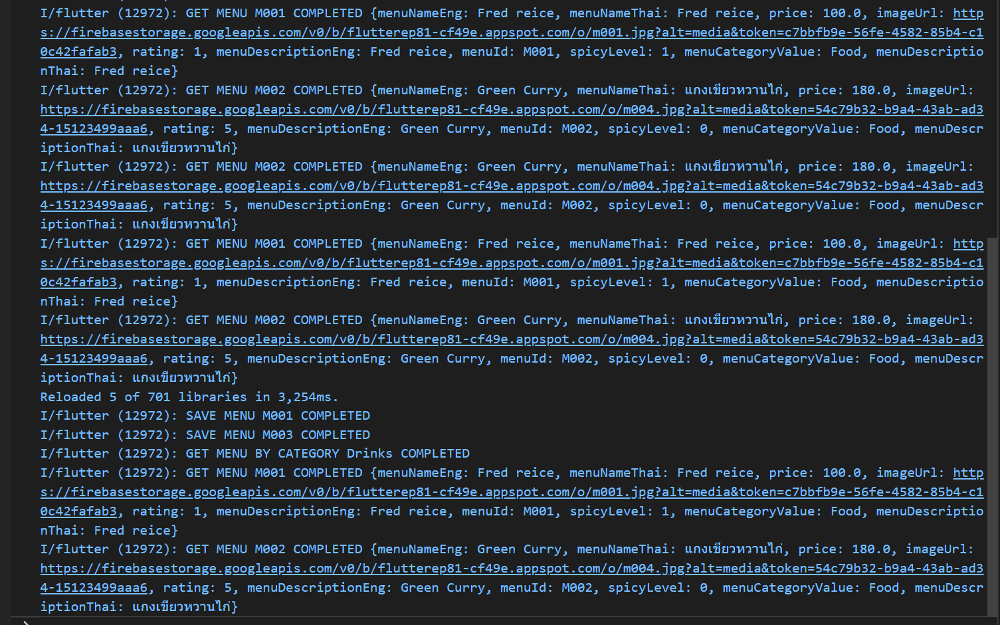 I/flutter (12972): GET MENU M001 COMPLETED {menuNameEng: Fred reice, menuNameThai: Fred reice, price: 100.0, imageUrl: http
s://firebasestorage.googleapis.com/v0/b/flutterep81-cf49e.appspot.com/o/m001.jpg?alt=media&token=c7bbfb9e-56fe-4582-85b4-c1
0c42fafab3, rating: 1, menuDescriptionEng: Fred reice, menuId: M001, spicyLevel: 1, menuCategoryValue: Food, menuDescriptio
nThai: Fred reice}
I/flutter (12972): GET MENU M002 COMPLETED {menuNameEng: Green Curry, menuNameThai: แกงเขียวหวานไก่, price: 180.0, imageUrl:
https://firebasestorage.googleapis.com/v0/b/flutterep81-cf49e.appspot.com/o/m004.jpg?alt=media&token=54c79b32-b9a4-43ab-ad3
4-15123499aaa6, rating: 5, menuDescriptionEng: Green Curry, menuId: M002, spicyLevel: 0, menuCategoryValue: Food, menuDescr
iptionThai: แกงเขียวหวานไก่}
I/flutter (12972): GET MENU M002 COMPLETED {menuNameEng: Green Curry, menuNameThai: แกงเขียวหวานไก่, price: 180.0, imageUrl:
https://firebasestorage.googleapis.com/v0/b/flutterep81-cf49e.appspot.com/o/m004.jpg?alt=media&token=54c79b32-b9a4-43ab-ad3
4-15123499aaa6, rating: 5, menuDescriptionEng: Green Curry, menuId: M002, spicyLevel: 0, menuCategoryValue: Food, menuDescr
iptionThai: แกงเขียวหวานไก่}
I/flutter (12972): GET MENU M001 COMPLETED {menuNameEng: Fred reice, menuNameThai: Fred reice, price: 100.0, imageUrl: http
s://firebasestorage.googleapis.com/v0/b/flutterep81-cf49e.appspot.com/o/m001.jpg?alt=media&token=c7bbfb9e-56fe-4582-85b4-c1
0c42fafab3, rating: 1, menuDescriptionEng: Fred reice, menuId: M001, spicyLevel: 1, menuCategoryValue: Food, menuDescriptio
nThai: Fred reice}
I/flutter (12972): GET MENU M002 COMPLETED {menuNameEng: Green Curry, menuNameThai: แกงเขียวหวานไก่, price: 180.0, imageUrl:
https://firebasestorage.googleapis.com/v0/b/flutterep81-cf49e.appspot.com/o/m004.jpg?alt=media&token=54c79b32-b9a4-43ab-ad3
4-15123499aaa6, rating: 5, menuDescriptionEng: Green Curry, menuId: M002, spicyLevel: 0, menuCategoryValue: Food, menuDescr
iptionThai: แกงเขียวหวานไก่}
Reloaded 5 of 701 libraries in 3,254ms.
I/flutter (12972): SAVE MENU M001 COMPLETED
I/flutter (12972): SAVE MENU M003 COMPLETED
I/flutter (12972): GET MENU BY CATEGORY Drinks COMPLETED
I/flutter (12972): GET MENU M001 COMPLETED {menuNameEng: Fred reice, menuNameThai: Fred reice, price: 100.0, imageUrl: http
s://firebasestorage.googleapis.com/v0/b/flutterep81-cf49e.appspot.com/o/m001.jpg?alt=media&token=c7bbfb9e-56fe-4582-85b4-c1
0c42fafab3, rating: 1, menuDescriptionEng: Fred reice, menuId: M001, spicyLevel: 1, menuCategoryValue: Food, menuDescriptio
nThai: Fred reice}
I/flutter (12972): GET MENU M002 COMPLETED {menuNameEng: Green Curry, menuNameThai: แกงเขียวหวานไก่, price: 180.0, imageUrl:
https://firebasestorage.googleapis.com/v0/b/flutterep81-cf49e.appspot.com/o/m004.jpg?alt=media&token=54c79b32-b9a4-43ab-ad3
4-15123499aaa6, rating: 5, menuDescriptionEng: Green Curry, menuId: M002, spicyLevel: 0, menuCategoryValue: Food, menuDescr
iptionThai: แกงเขียวหวานไก่}